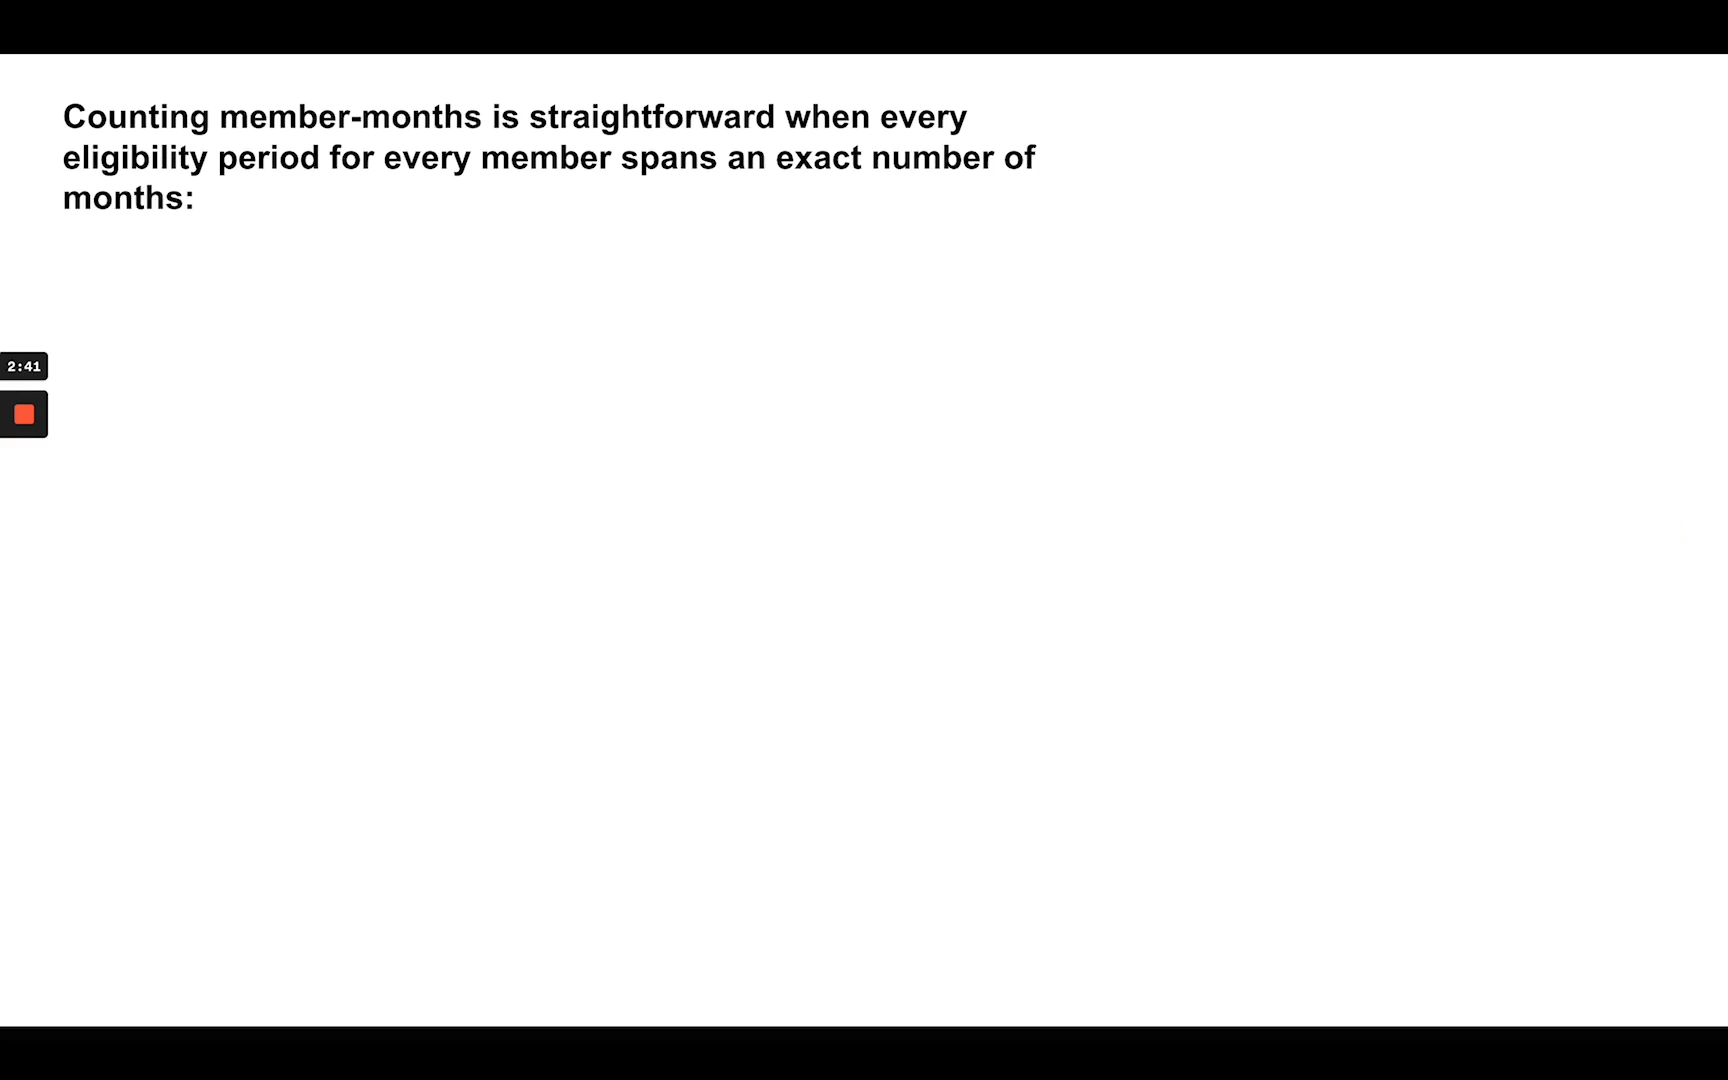 Counting member-months is straightforward when every
eligibility period for every member spans an exact number of
months:
2:41